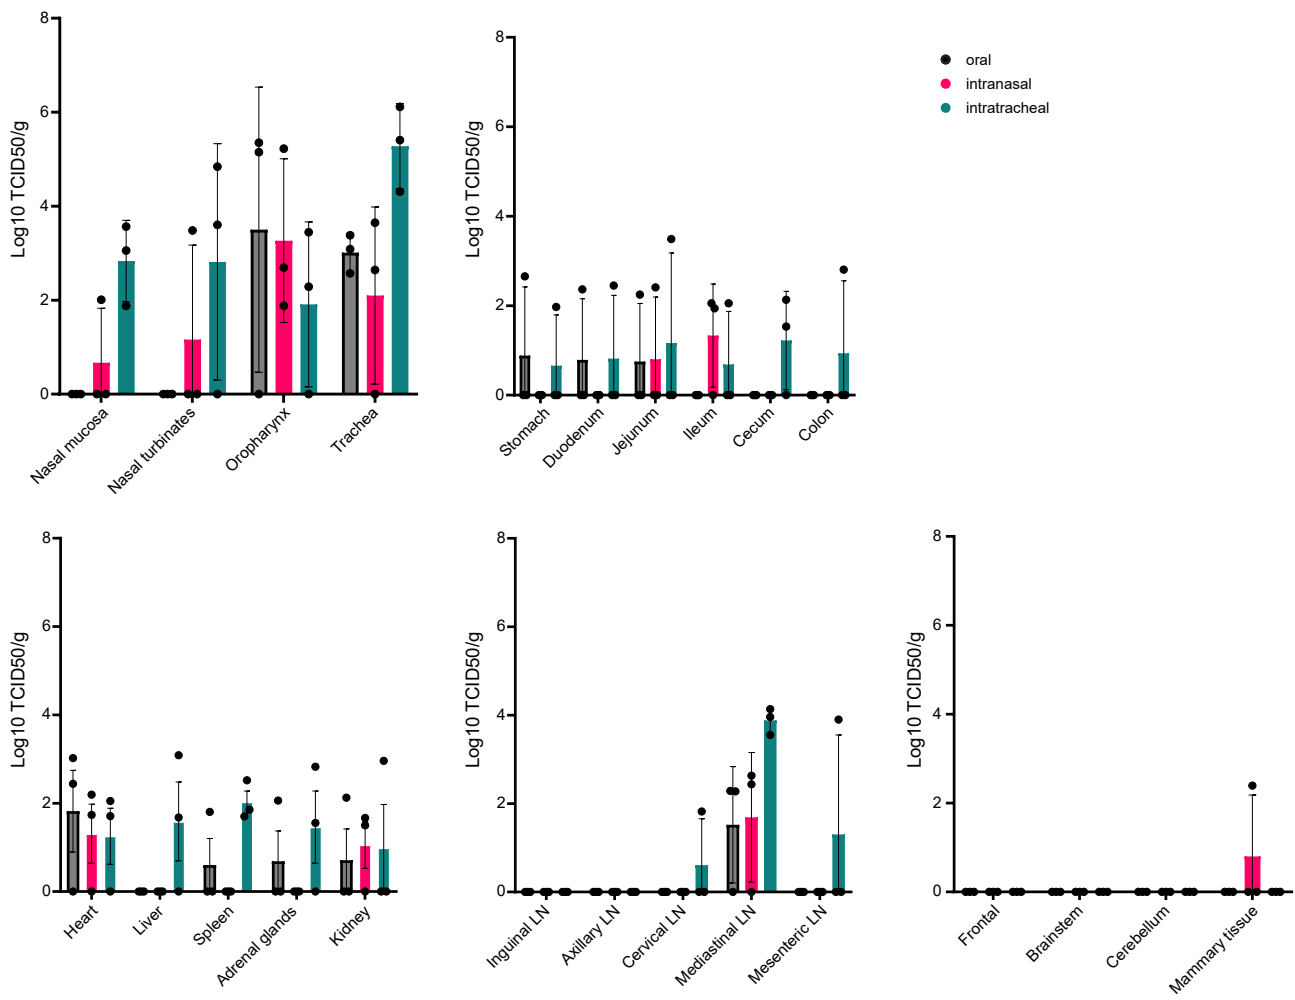 8
6
4
2
0
Log10 TCID50/g
Nasal mucosa
Nasal turbinates
Oropharynx
Trachea
8
6
4
2
0
Log10 TCID50/g
Stomach
Duodenum
Jejunum
Ileum
Cecum
Colon
oral
intranasal
intratracheal
8
6
4
2
0
Log10 TCID50/g
Heart
Liver
Spleen
Adrenal glands
Kidney
8
6
4
2
0
Log10 TCID50/g
Inguinal LN
Axillary LN
Cervical LN
Mediastinal LN
Mesenteric LN
8
6
4
2
0
Log10 TCID50/g
Frontal
Brainstem
Cerebellum
Mammary tissue